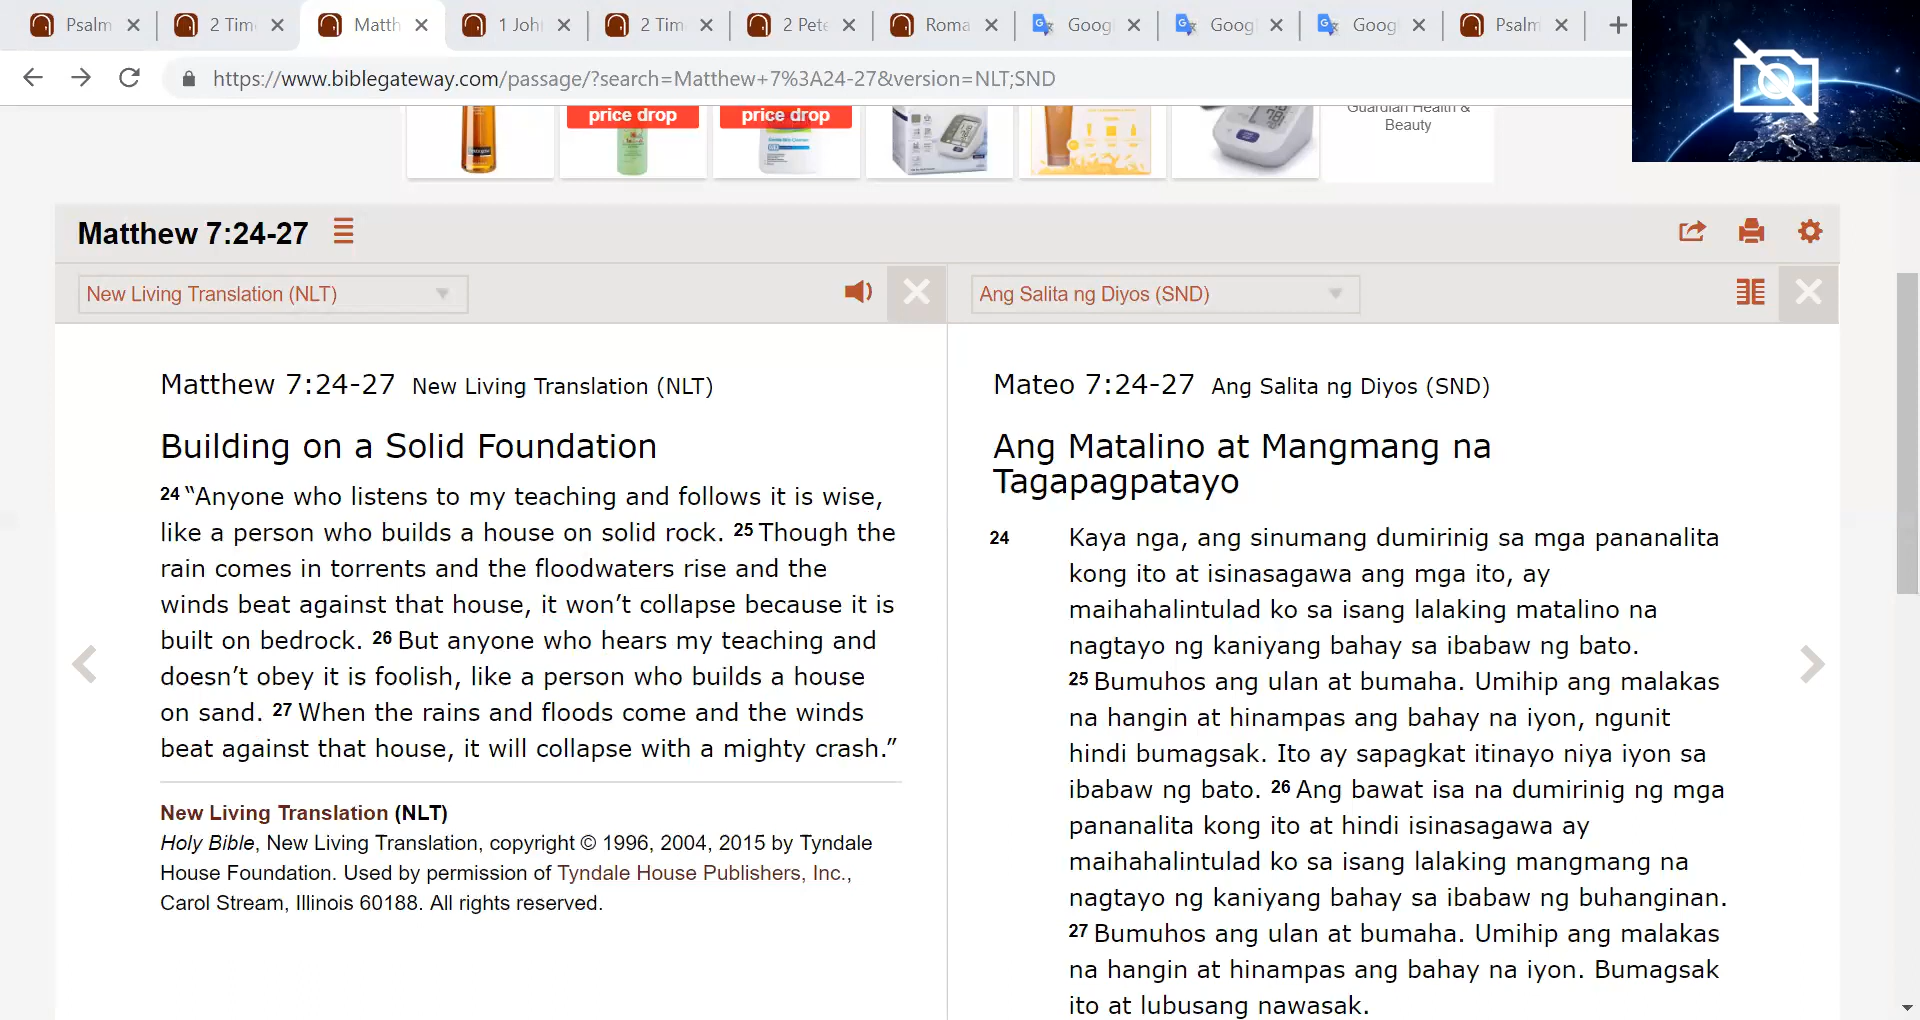 Psalm
2 Tim
Matth
1 Joh
2 Tim
2 Pete
Roma
Goog
Goog
Goog
Psalm
https://www.biblegateway.com/passage/?search=Matthew+7%3A24-27&version=NLT;SND
price drop
price drop
Guardian Health &
Beauty
Matthew 7:24-27
New Living Translation (NLT)
Ang Salita ng Diyos (SND)
Matthew 7:24-27 New Living Translation (NLT)
Building on a Solid Foundation
24 “Anyone who listens to my teaching and follows it is wise,
like a person who builds a house on solid rock. 25 Though the
rain comes in torrents and the floodwaters rise and the
winds beat against that house, it won’t collapse because it is
built on bedrock. 26 But anyone who hears my teaching and
doesn’t obey it is foolish, like a person who builds a house
on sand. 27 When the rains and floods come and the winds
beat against that house, it will collapse with a mighty crash.”
New Living Translation (NLT)
Holy Bible, New Living Translation, copyright © 1996, 2004, 2015 by Tyndale
House Foundation. Used by permission of Tyndale House Publishers, Inc.,
Carol Stream, Illinois 60188. All rights reserved.
Mateo 7:24-27 Ang Salita ng Diyos (SND)
Ang Matalino at Mangmang na
Tagapagpatayo
24 Kaya nga, ang sinumang dumirinig sa mga pananalita
kong ito at isinasagawa ang mga ito, ay
maihahalintulad ko sa isang lalaking matalino na
nagtayo ng kaniyang bahay sa ibabaw ng bato.
25 Bumuhos ang ulan at bumaha. Umihip ang malakas
na hangin at hinampas ang bahay na iyon, ngunit
hindi bumagsak. Ito ay sapagkat itinayo niya iyon sa
ibabaw ng bato. 26 Ang bawat isa na dumirinig ng mga
pananalita kong ito at hindi isinasagawa ay
maihahalintulad ko sa isang lalaking mangmang na
nagtayo ng kaniyang bahay sa ibabaw ng buhanginan.
27 Bumuhos ang ulan at bumaha. Umihip ang malakas
na hangin at hinampas ang bahay na iyon. Bumagsak
ito at lubusang nawasak.